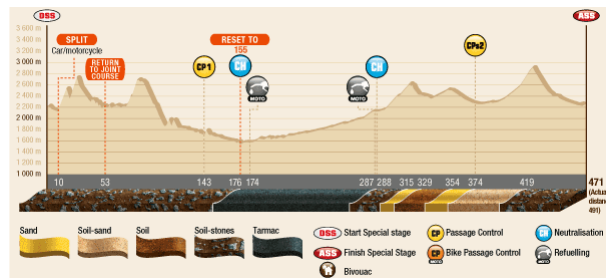 DSS
ASS
3 600 m
3 400 m
3 200 m
3 000 m
2 800 m
2 600 m
2 400 m
2 200 m
2 000 m
1 800 m
1 600 m
1 400 m
1 200 m
1 000 m
SPLIT
Car/motorcycle
RETURN
TO JOINT
COURSE
RESET TO
155
CP1
CH
MOTO
MOTO
CH
CPs2
10
53
143
176
174
287
288
315
329
354
374
419
471
(Actual
distance
491)
Sand
Soil-sand
Soil
Soil-stones
Tarmac
DSS Start Special stage
CP Passage Control
CH Neutralisation
ASS Finish Special Stage
CP MOTO Bike Passage Control
MOTO Refuelling
Bivouac